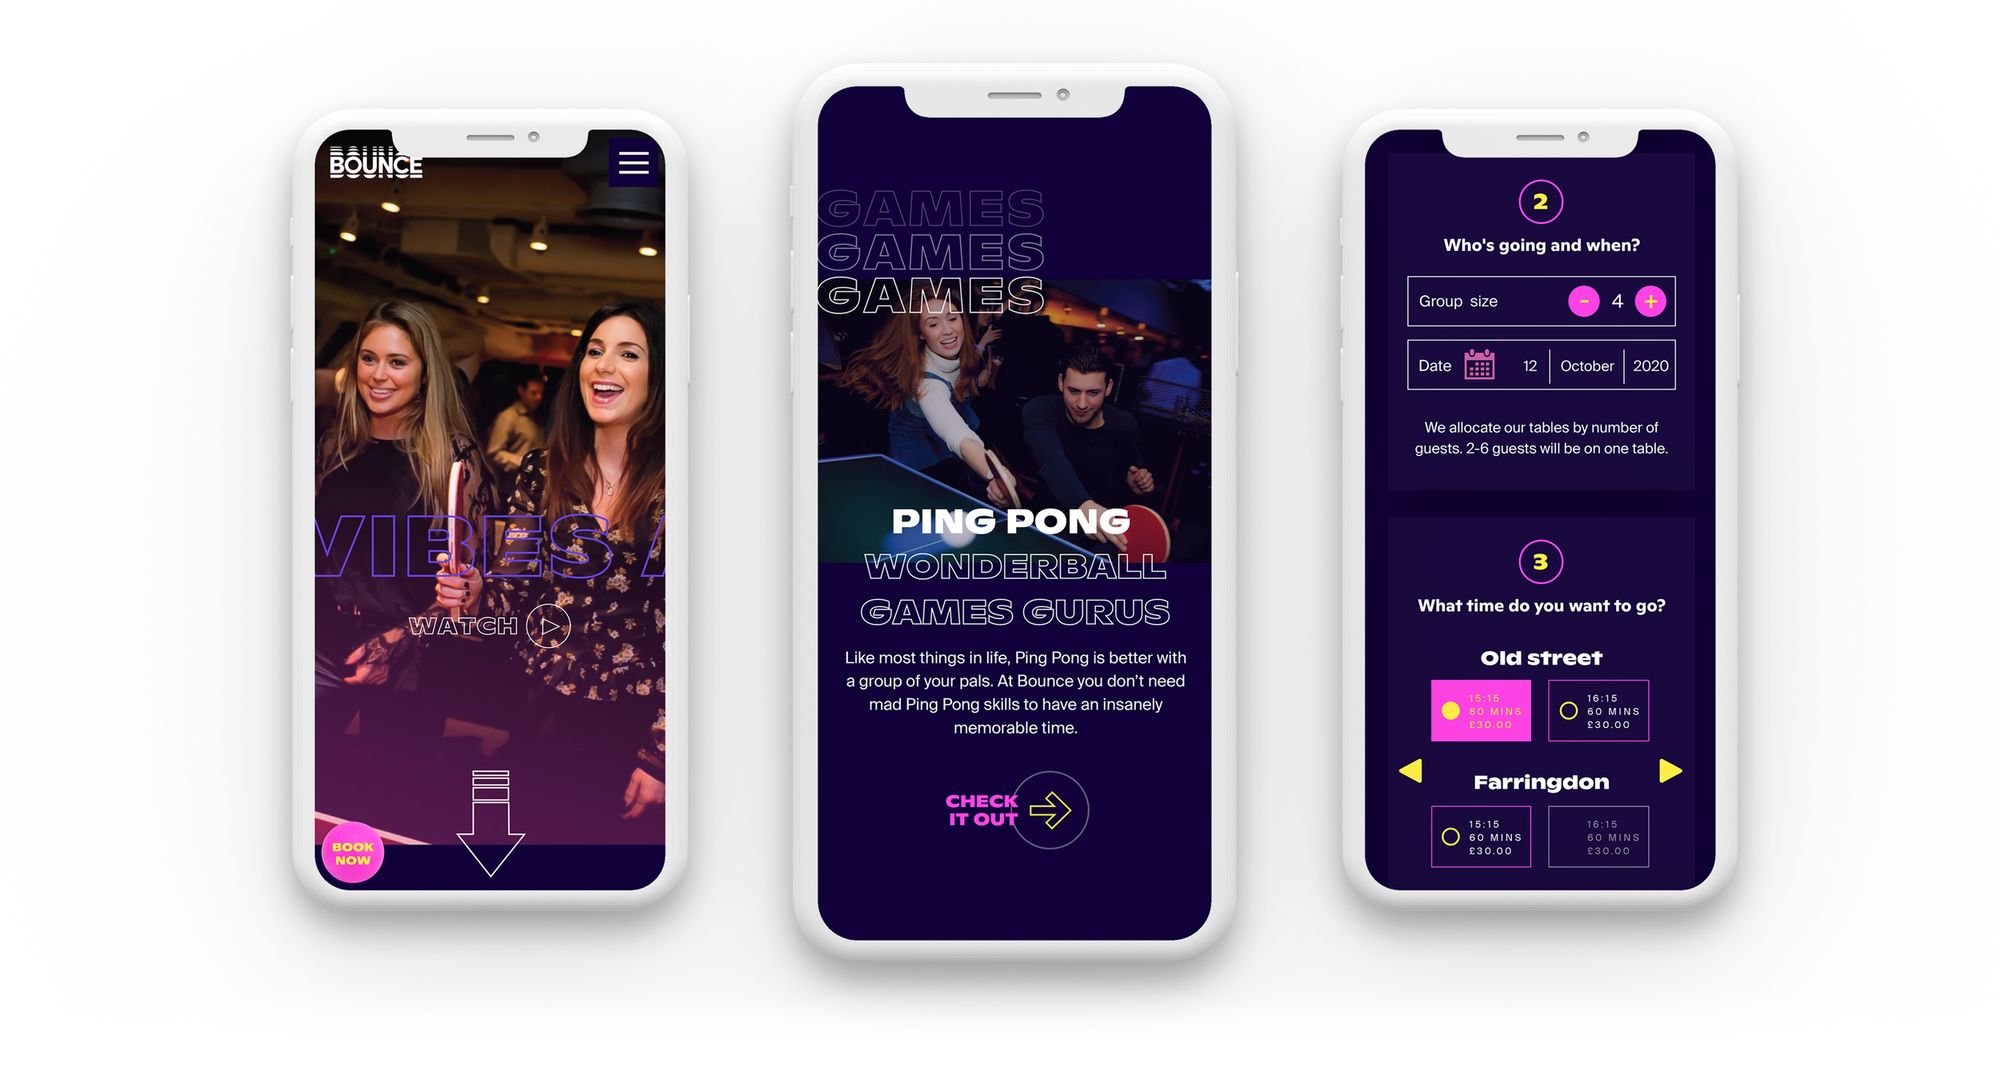 BOUNCE
VIBES A
WATCH
BOOK
NOW
GAMES
GAMES
GAMES
PING PONG
WONDERBALL
GAMES GURUS
Like most things in life, Ping Pong is better with
a group of your pals. At Bounce you don't need
mad Ping Pong skills to have an insanely
memorable time.
CHECK
IT OUT
2
Who's going and when?
Group size - 4 +
Date 12 October 2020
We allocate our tables by number of
guests. 2-6 guests will be on one table.
3
What time do you want to go?
Old street
15:15
60 MINS
£30.00
16:15
60 MINS
£30.00
Farringdon
15:15
60 MINS
£30.00
16:15
60 MINS
£30.00